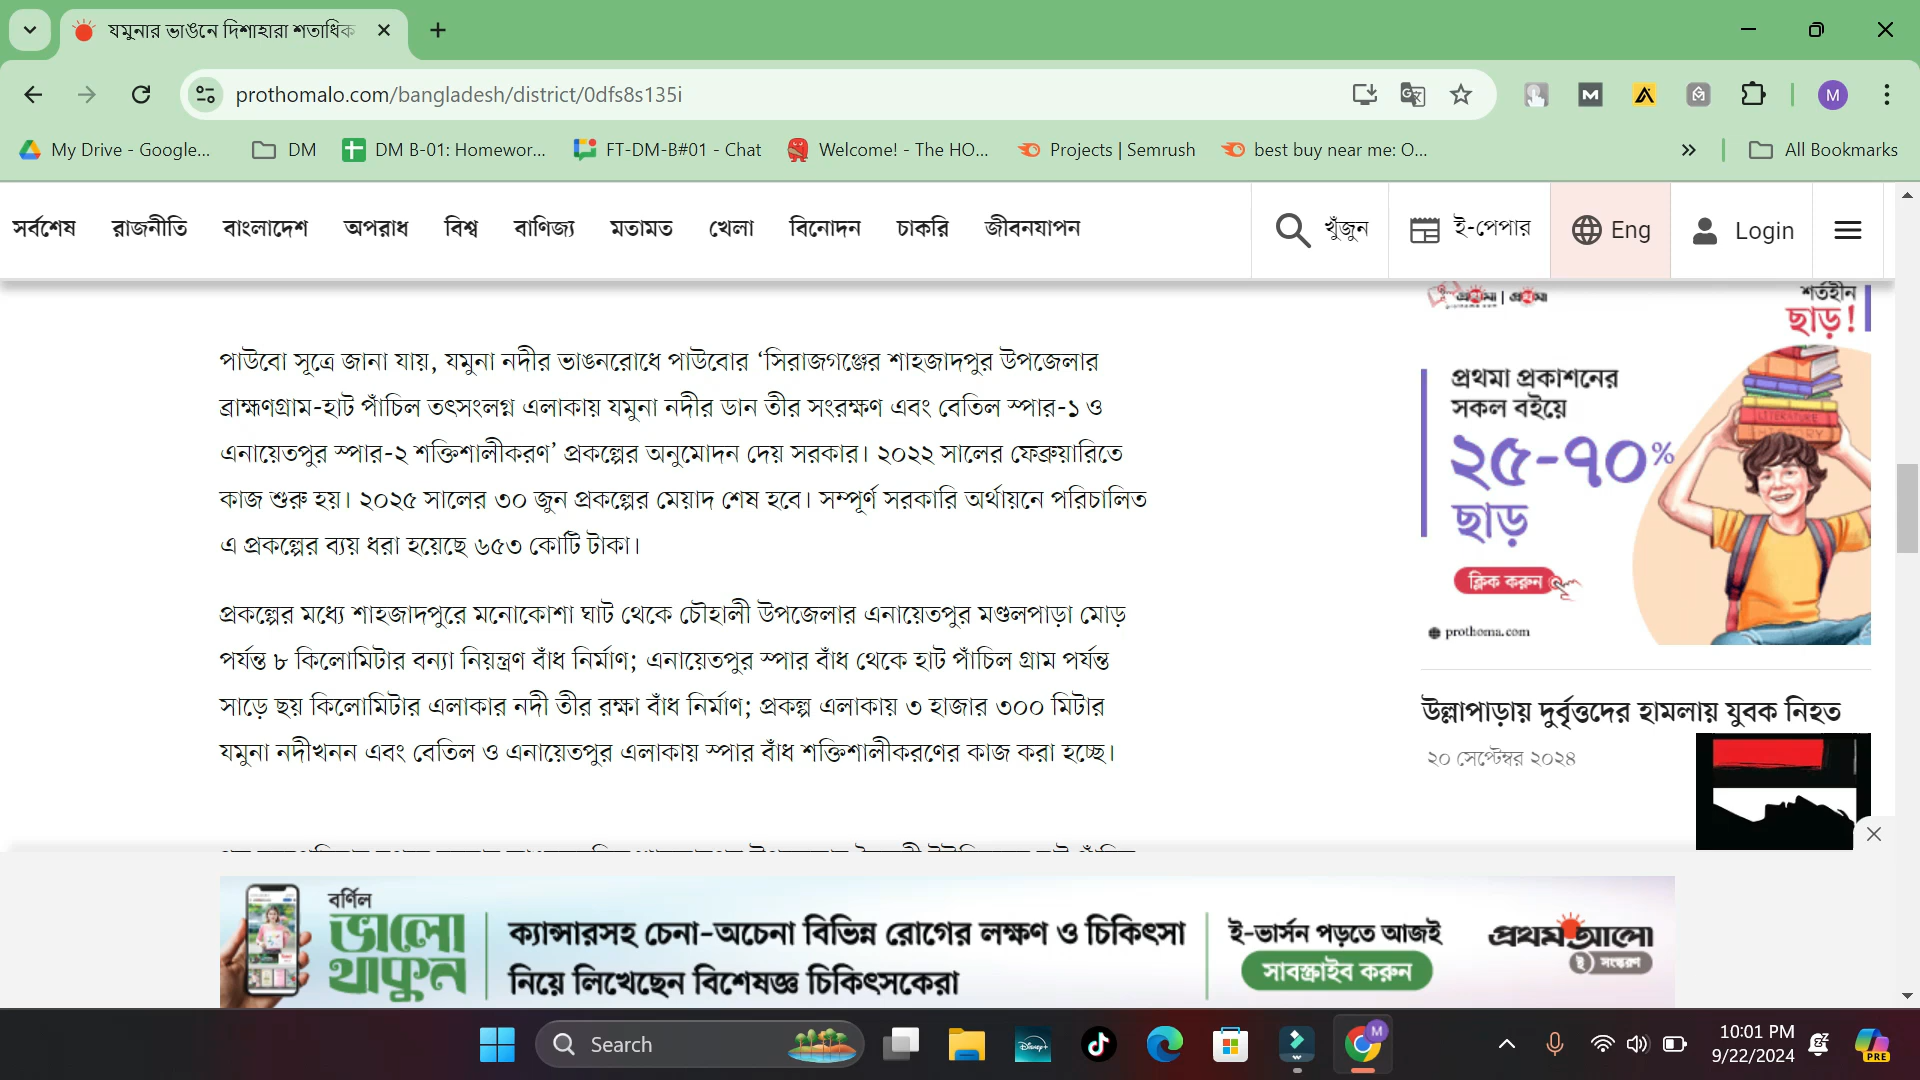 যমুনার ভাঙনে দিশাহারা শতাধিক
prothomalo.com/bangladesh/district/0dfs8s135i
M
My Drive - Google...
DM
DM B-01: Homewor...
FT-DM-B#01 - Chat
Welcome! - The HO...
Projects | Semrush
best buy near me: O...
All Bookmarks
সর্বশেষ রাজনীতি বাংলাদেশ অপরাধ বিশ্ব বাণিজ্য মতামত খেলা বিনোদন চাকরি জীবনযাপন
খুঁজুন
ই-পেপার
Eng
Login
পাউবো সূত্রে জানা যায়, যমুনা নদীর ভাঙনরোধে পাউবোর ‘সিরাজগঞ্জের শাহজাদপুর উপজেলার
ব্রাহ্মণগ্রাম-হাট পাঁচিল তৎসংলগ্ন এলাকায় যমুনা নদীর ডান তীর সংরক্ষণ এবং বেতিল স্পার-১ ও
এনায়েতপুর স্পার-২ শক্তিশালীকরণ’ প্রকল্পের অনুমোদন দেয় সরকার। ২০২২ সালের ফেব্রুয়ারিতে
কাজ শুরু হয়। ২০২৫ সালের ৩০ জুন প্রকল্পের মেয়াদ শেষ হবে। সম্পূর্ণ সরকারি অর্থায়নে পরিচালিত
এ প্রকল্পের ব্যয় ধরা হয়েছে ৬৫৩ কোটি টাকা।
প্রকল্পের মধ্যে শাহজাদপুরে মনোকোশা ঘাট থেকে চৌহালী উপজেলার এনায়েতপুর মণ্ডলপাড়া মোড়
পর্যন্ত ৮ কিলোমিটার বন্যা নিয়ন্ত্রণ বাঁধ নির্মাণ; এনায়েতপুর স্পার বাঁধ থেকে হাট পাঁচিল গ্রাম পর্যন্ত
সাড়ে ছয় কিলোমিটার এলাকার নদী তীর রক্ষা বাঁধ নির্মাণ; প্রকল্প এলাকায় ৩ হাজার ৩০০ মিটার
যমুনা নদীখনন এবং বেতিল ও এনায়েতপুর এলাকায় স্পার বাঁধ শক্তিশালীকরণের কাজ করা হচ্ছে।
শর্তহীন
ছাড়!
প্রথমা প্রকাশনের
সকল বইয়ে
২৫-৭০%
ছাড়
ক্লিক করুন
prothoma.com
LITERATURE
HISTORY
উল্লাপাড়ায় দুর্বৃত্তদের হামলায় যুবক নিহত
২০ সেপ্টেম্বর ২০২৪
বর্ণিল
ভালো
থাকুন
ক্যান্সারসহ চেনা-অচেনা বিভিন্ন রোগের লক্ষণ ও চিকিৎসা
নিয়ে লিখেছেন বিশেষজ্ঞ চিকিৎসকেরা
ই-ভার্সন পড়তে আজই
সাবস্ক্রাইব করুন
প্রথম আলো
ই সংস্করণ
Search
Disney+
M
10:01 PM
9/22/2024
PRE